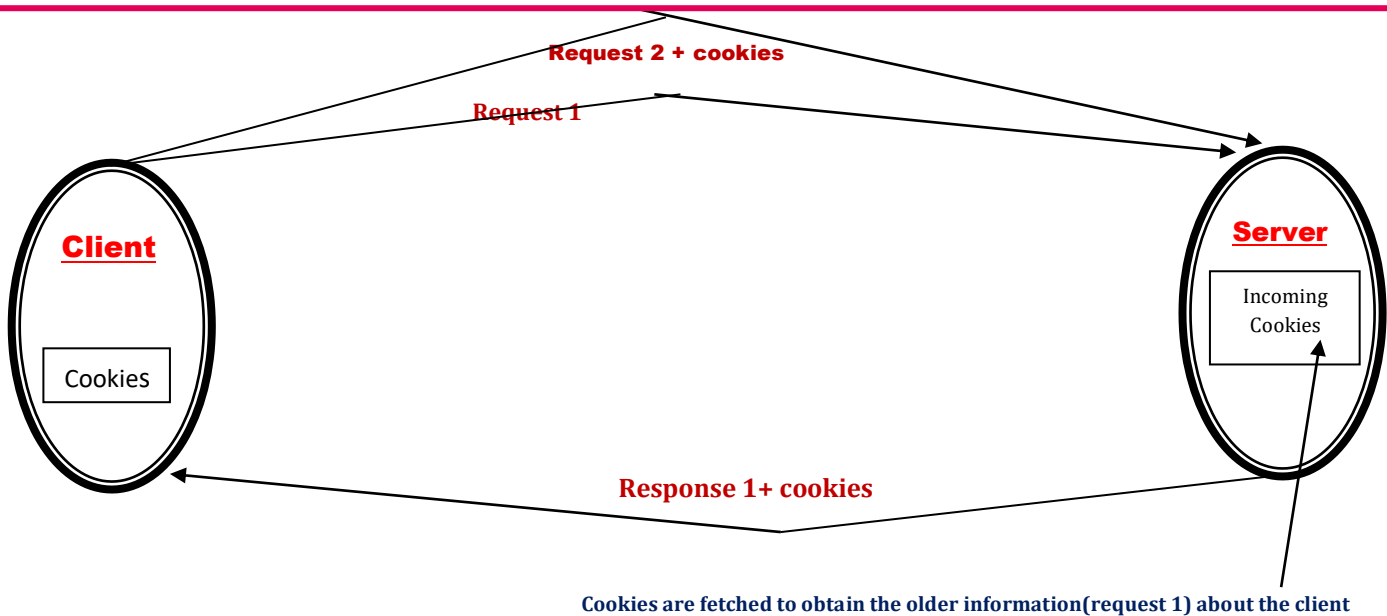 Request 2 + cookies
Request 1
Client
Server
Incoming
Cookies
Cookies
Response 1+ cookies
Cookies are fetched to obtain the older information(request 1) about the client